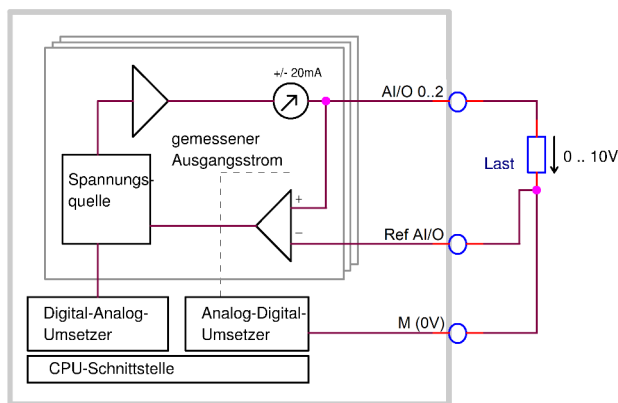 +/- 20mA
AI/O 0..2
gemessener
Ausgangsstrom
Last
0 .. 10V
Spannungs-
quelle
+
–
Ref AI/O
Digital-Analog-
Umsetzer
Analog-Digital-
Umsetzer
M (0V)
CPU-Schnittstelle